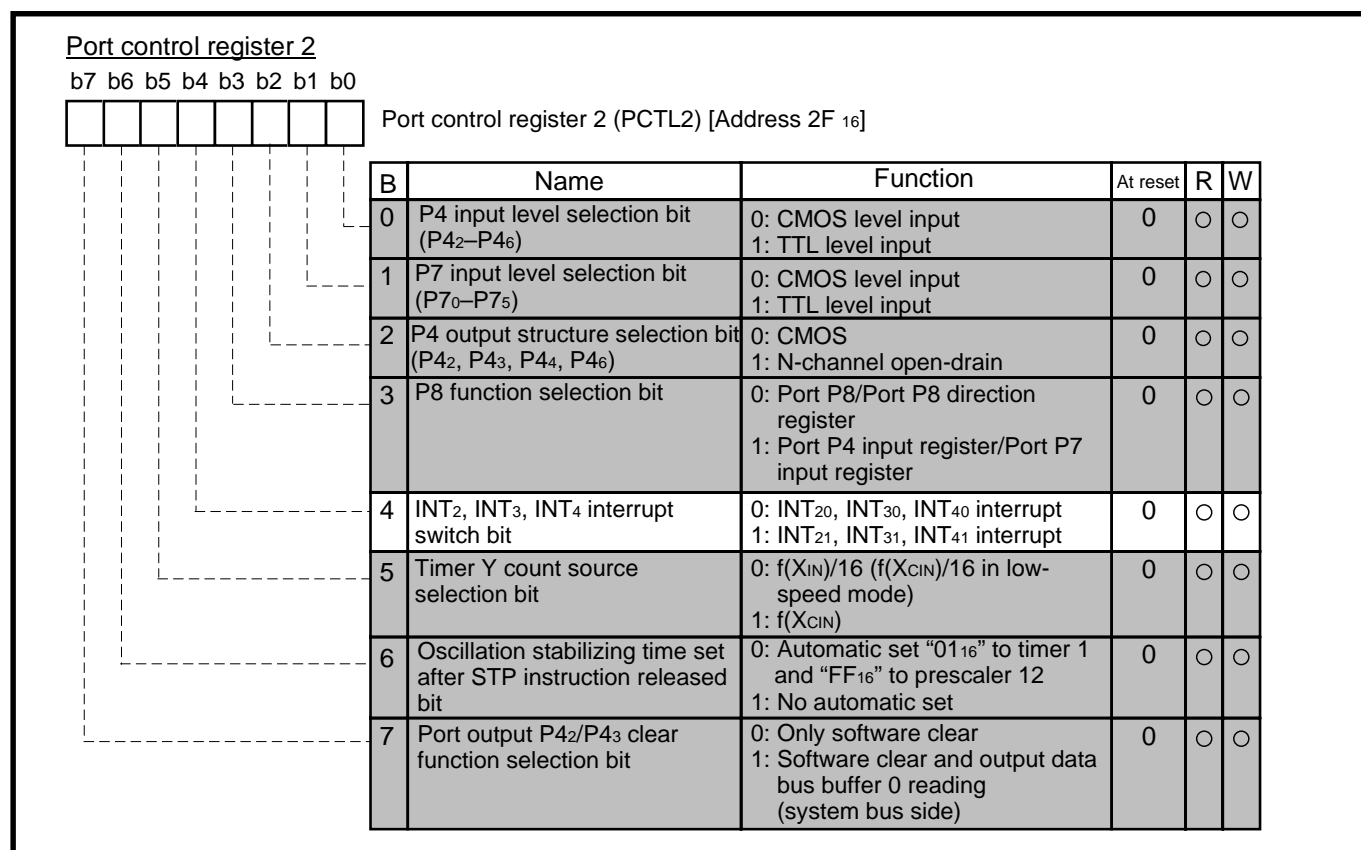 Port control register 2
b7 b6 b5 b4 b3 b2 b1 b0
Port control register 2 (PCTL2) [Address 2F 16]
B Name Function At reset R W
0 P4 input level selection bit 0: CMOS level input 0 ○ ○
(P42–P46) 1: TTL level input
1 P7 input level selection bit 0: CMOS level input 0 ○ ○
(P70–P75) 1: TTL level input
2 P4 output structure selection bit 0: CMOS 0 ○ ○
(P42, P43, P44, P46) 1: N-channel open-drain
3 P8 function selection bit 0: Port P8/Port P8 direction 0 ○ ○
register
1: Port P4 input register/Port P7
input register
4 INT2, INT3, INT4 interrupt 0: INT20, INT30, INT40 interrupt 0 ○ ○
switch bit 1: INT21, INT31, INT41 interrupt
5 Timer Y count source 0: f(XIN)/16 (f(XCIN)/16 in low- 0 ○ ○
selection bit speed mode)
1: f(XCIN)
6 Oscillation stabilizing time set 0: Automatic set “0116” to timer 1 0 ○ ○
after STP instruction released and “FF16” to prescaler 12
bit 1: No automatic set
7 Port output P42/P43 clear 0: Only software clear 0 ○ ○
function selection bit 1: Software clear and output data
bus buffer 0 reading
(system bus side)